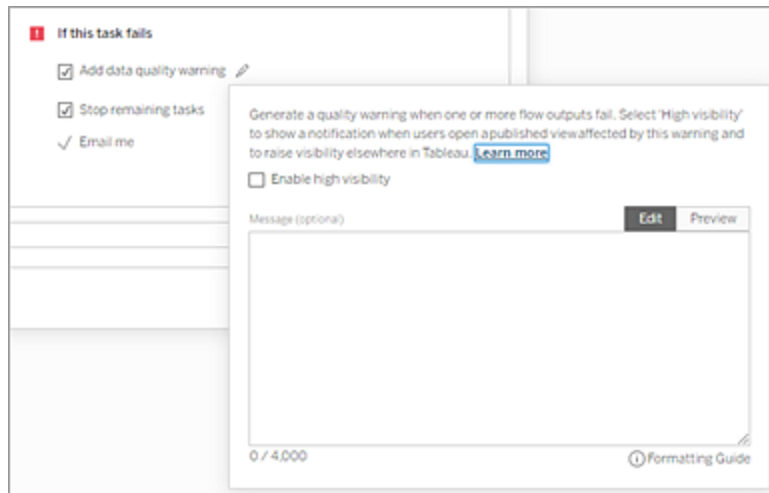 If this task fails
Add data quality warning
Stop remaining tasks
Email me
Generate a quality warning when one or more flow outputs fail. Select 'High visibility'
to show a notification when users open a published view affected by this warning and
to raise visibility elsewhere in Tableau. Learn more
Enable high visibility
Message (optional)
Edit Preview
0 / 4,000
Formatting Guide